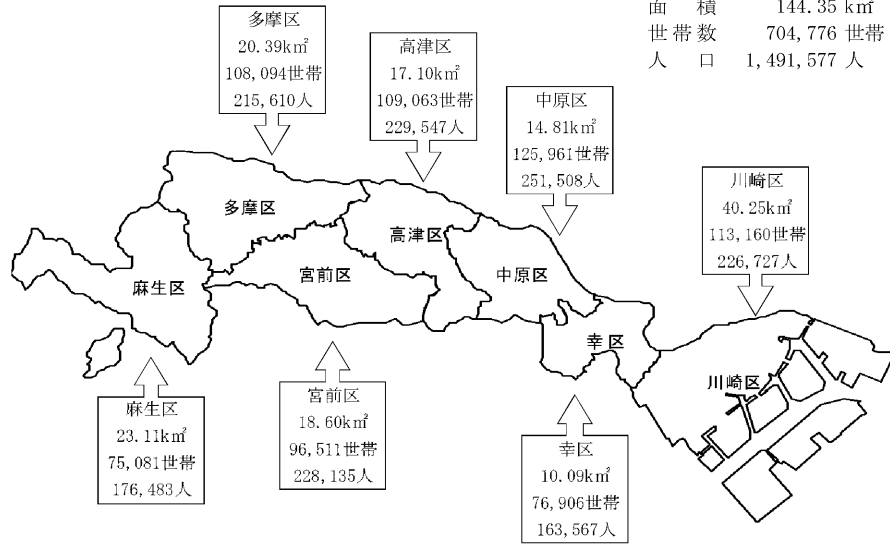 面積 144.35 k㎡
世帯数 704,776 世帯
人口 1,491,577 人
多摩区
20.39k㎡
108,094世帯
215,610人
高津区
17.10k㎡
109,063世帯
229,547人
中原区
14.81k㎡
125,961世帯
251,508人
川崎区
40.25k㎡
113,160世帯
226,727人
多摩区
高津区
麻生区
宮前区
中原区
幸区
川崎区
麻生区
23.11k㎡
75,081世帯
176,483人
宮前区
18.60k㎡
96,511世帯
228,135人
幸区
10.09k㎡
76,906世帯
163,567人